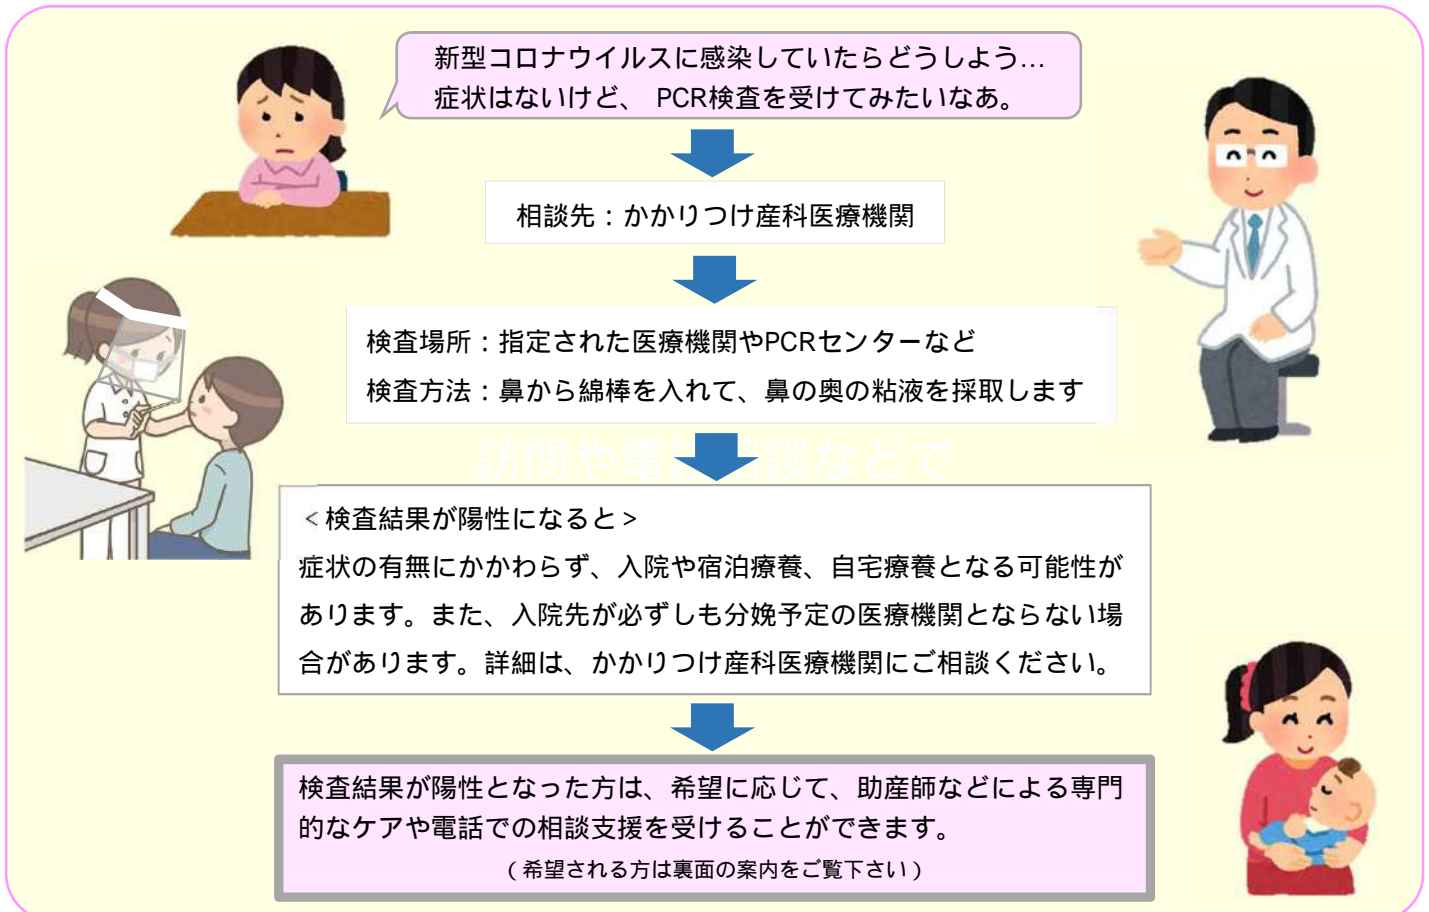 新型コロナウイルスに感染していたらどうしよう…
症状はないけど、 PCR検査を受けてみたいなあ。
相談先：かかりつけ産科医療機関
検査場所：指定された医療機関やPCRセンターなど
検査方法：鼻から綿棒を入れて、鼻の奥の粘液を採取します
訪問や電話相談などで
＜検査結果が陽性になると＞
症状の有無にかかわらず、入院や宿泊療養、自宅療養となる可能性が
あります。また、入院先が必ずしも分娩予定の医療機関とならない場
合があります。詳細は、かかりつけ産科医療機関にご相談ください。
検査結果が陽性となった方は、希望に応じて、助産師などによる専門
的なケアや電話での相談支援を受けることができます。
（希望される方は裏面の案内をご覧下さい）